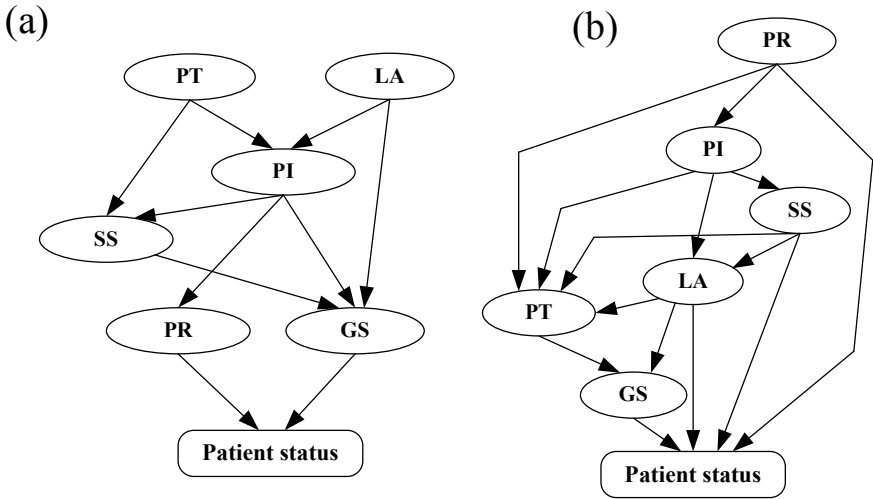 (a)
PT
LA
PI
SS
PR
GS
Patient status
(b)
PR
PI
SS
LA
PT
GS
Patient status